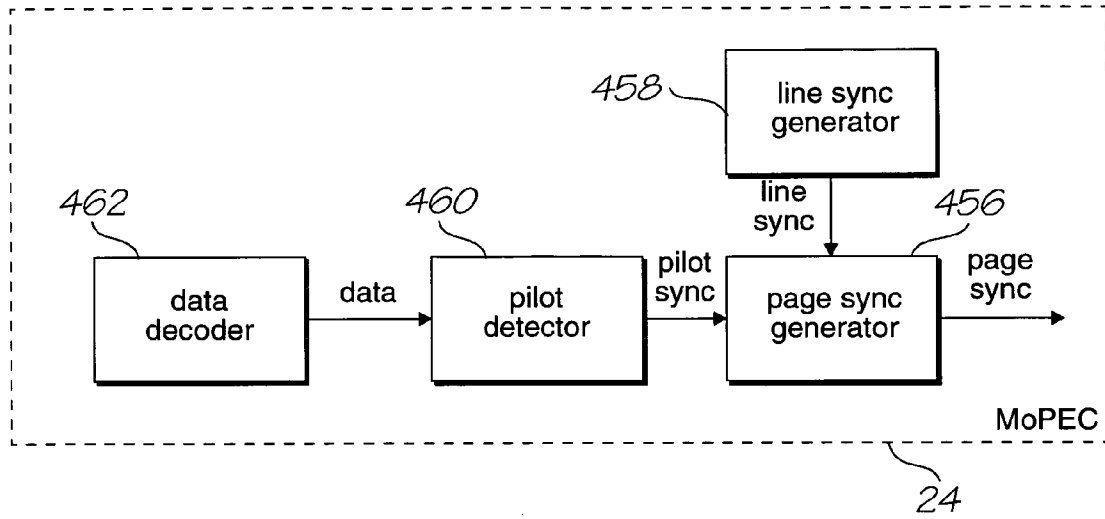 458
line sync
generator
line
sync
462
460
456
data
decoder
data
pilot
detector
pilot
sync
page sync
generator
page
sync
MoPEC
24